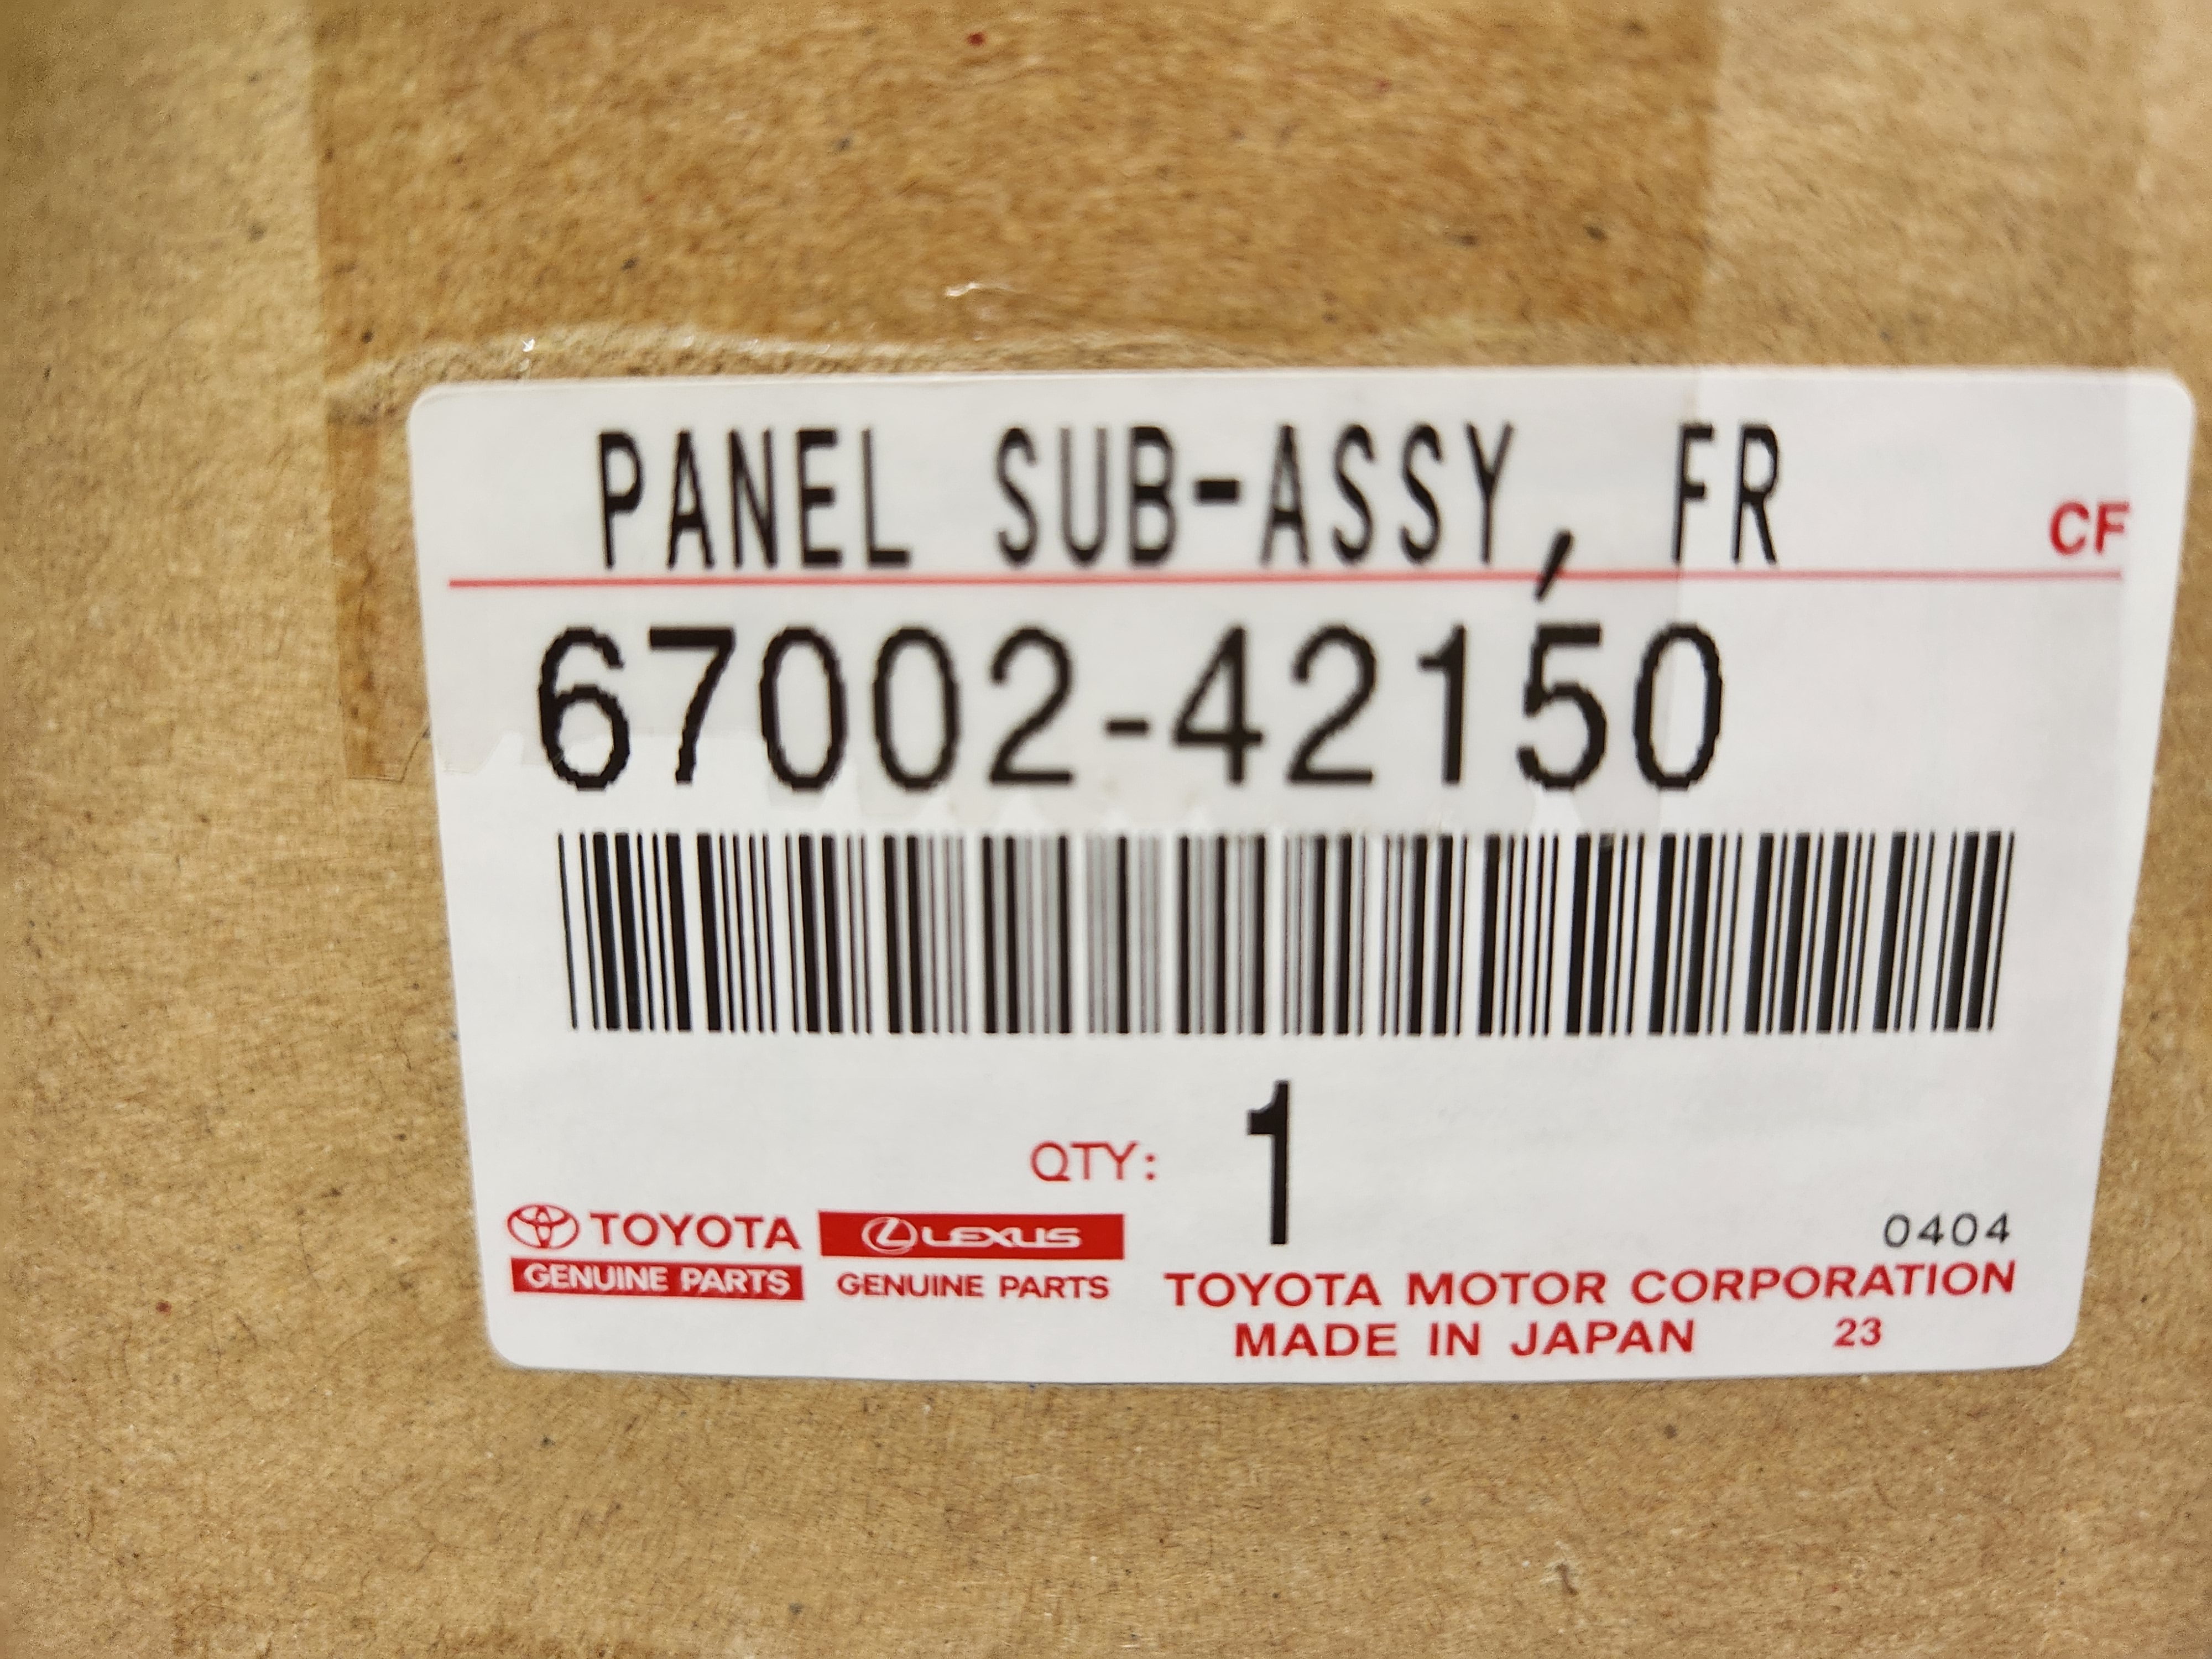 PANEL SUB-ASSY, FR CF
67002-42150
QTY: 1
TOYOTA LEXUS 0404
GENUINE PARTS GENUINE PARTS TOYOTA MOTOR CORPORATION
MADE IN JAPAN 23